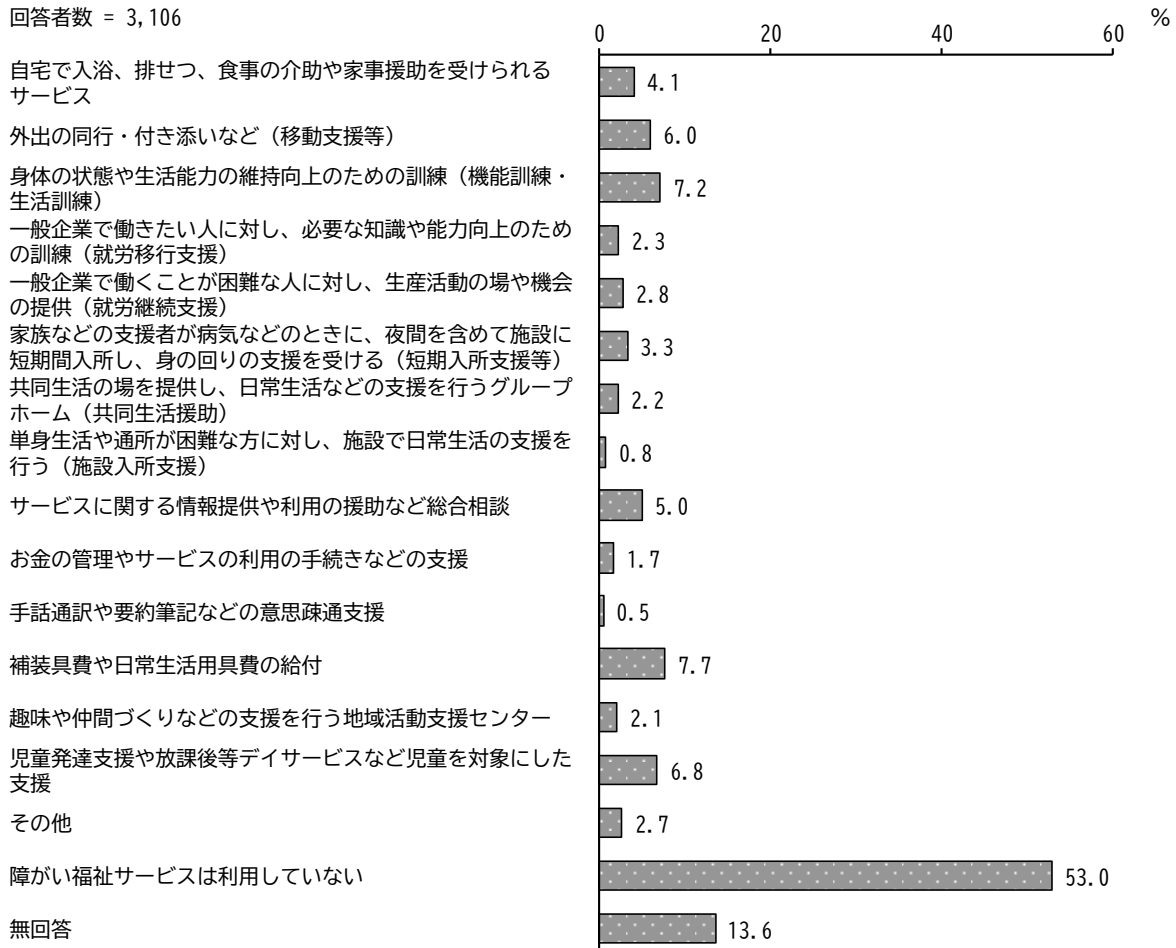 回答者数 = 3,106
%
0 20 40 60
自宅で入浴、排せつ、食事の介助や家事援助を受けられる
サービス
4.1
外出の同行・付き添いなど（移動支援等）
6.0
身体の状態や生活能力の維持向上のための訓練（機能訓練・
生活訓練）
7.2
一般企業で働きたい人に対し、必要な知識や能力向上のため
の訓練（就労移行支援）
2.3
一般企業で働くことが困難な人に対し、生産活動の場や機会
の提供（就労継続支援）
2.8
家族などの支援者が病気などのときに、夜間を含めて施設に
短期間入所し、身の回りの支援を受ける（短期入所支援等）
3.3
共同生活の場を提供し、日常生活などの支援を行うグループ
ホーム（共同生活援助）
2.2
単身生活や通所が困難な方に対し、施設で日常生活の支援を
行う（施設入所支援）
0.8
サービスに関する情報提供や利用の援助など総合相談
5.0
お金の管理やサービスの利用の手続きなどの支援
1.7
手話通訳や要約筆記などの意思疎通支援
0.5
補装具費や日常生活用具費の給付
7.7
趣味や仲間づくりなどの支援を行う地域活動支援センター
2.1
児童発達支援や放課後等デイサービスなど児童を対象にした
支援
6.8
その他
2.7
障がい福祉サービスは利用していない
53.0
無回答
13.6